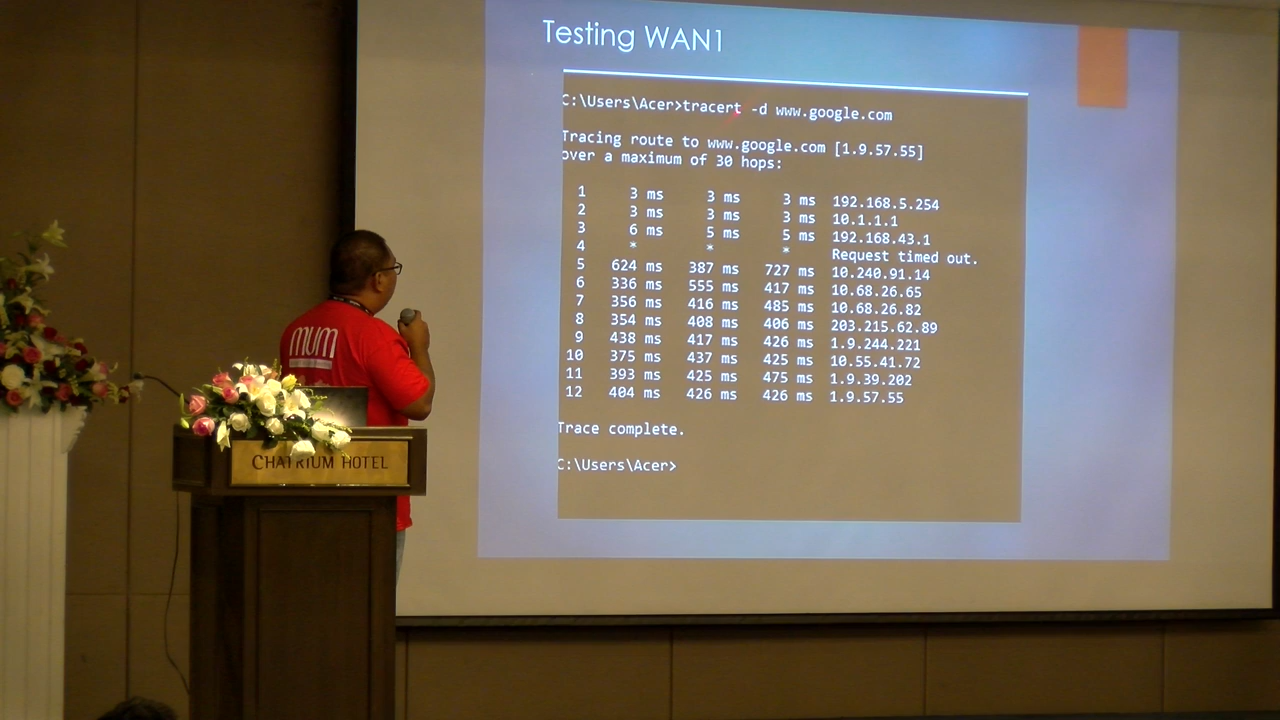 Testing WAN1
C:\Users\Acer>tracert -d www.google.com
Tracing route to www.google.com [1.9.57.55]
over a maximum of 30 hops:
1 3 ms 3 ms 3 ms 192.168.5.254
2 3 ms 3 ms 3 ms 10.1.1.1
3 6 ms 5 ms 5 ms 192.168.43.1
4 * * * Request timed out.
5 624 ms 387 ms 727 ms 10.240.91.14
6 336 ms 555 ms 417 ms 10.68.26.65
7 356 ms 416 ms 485 ms 10.68.26.82
8 354 ms 408 ms 406 ms 203.215.62.89
9 438 ms 417 ms 426 ms 1.9.244.221
10 375 ms 437 ms 425 ms 10.55.41.72
11 393 ms 425 ms 475 ms 1.9.39.202
12 404 ms 426 ms 426 ms 1.9.57.55
Trace complete.
C:\Users\Acer>
mum
CHATRIUM HOTEL